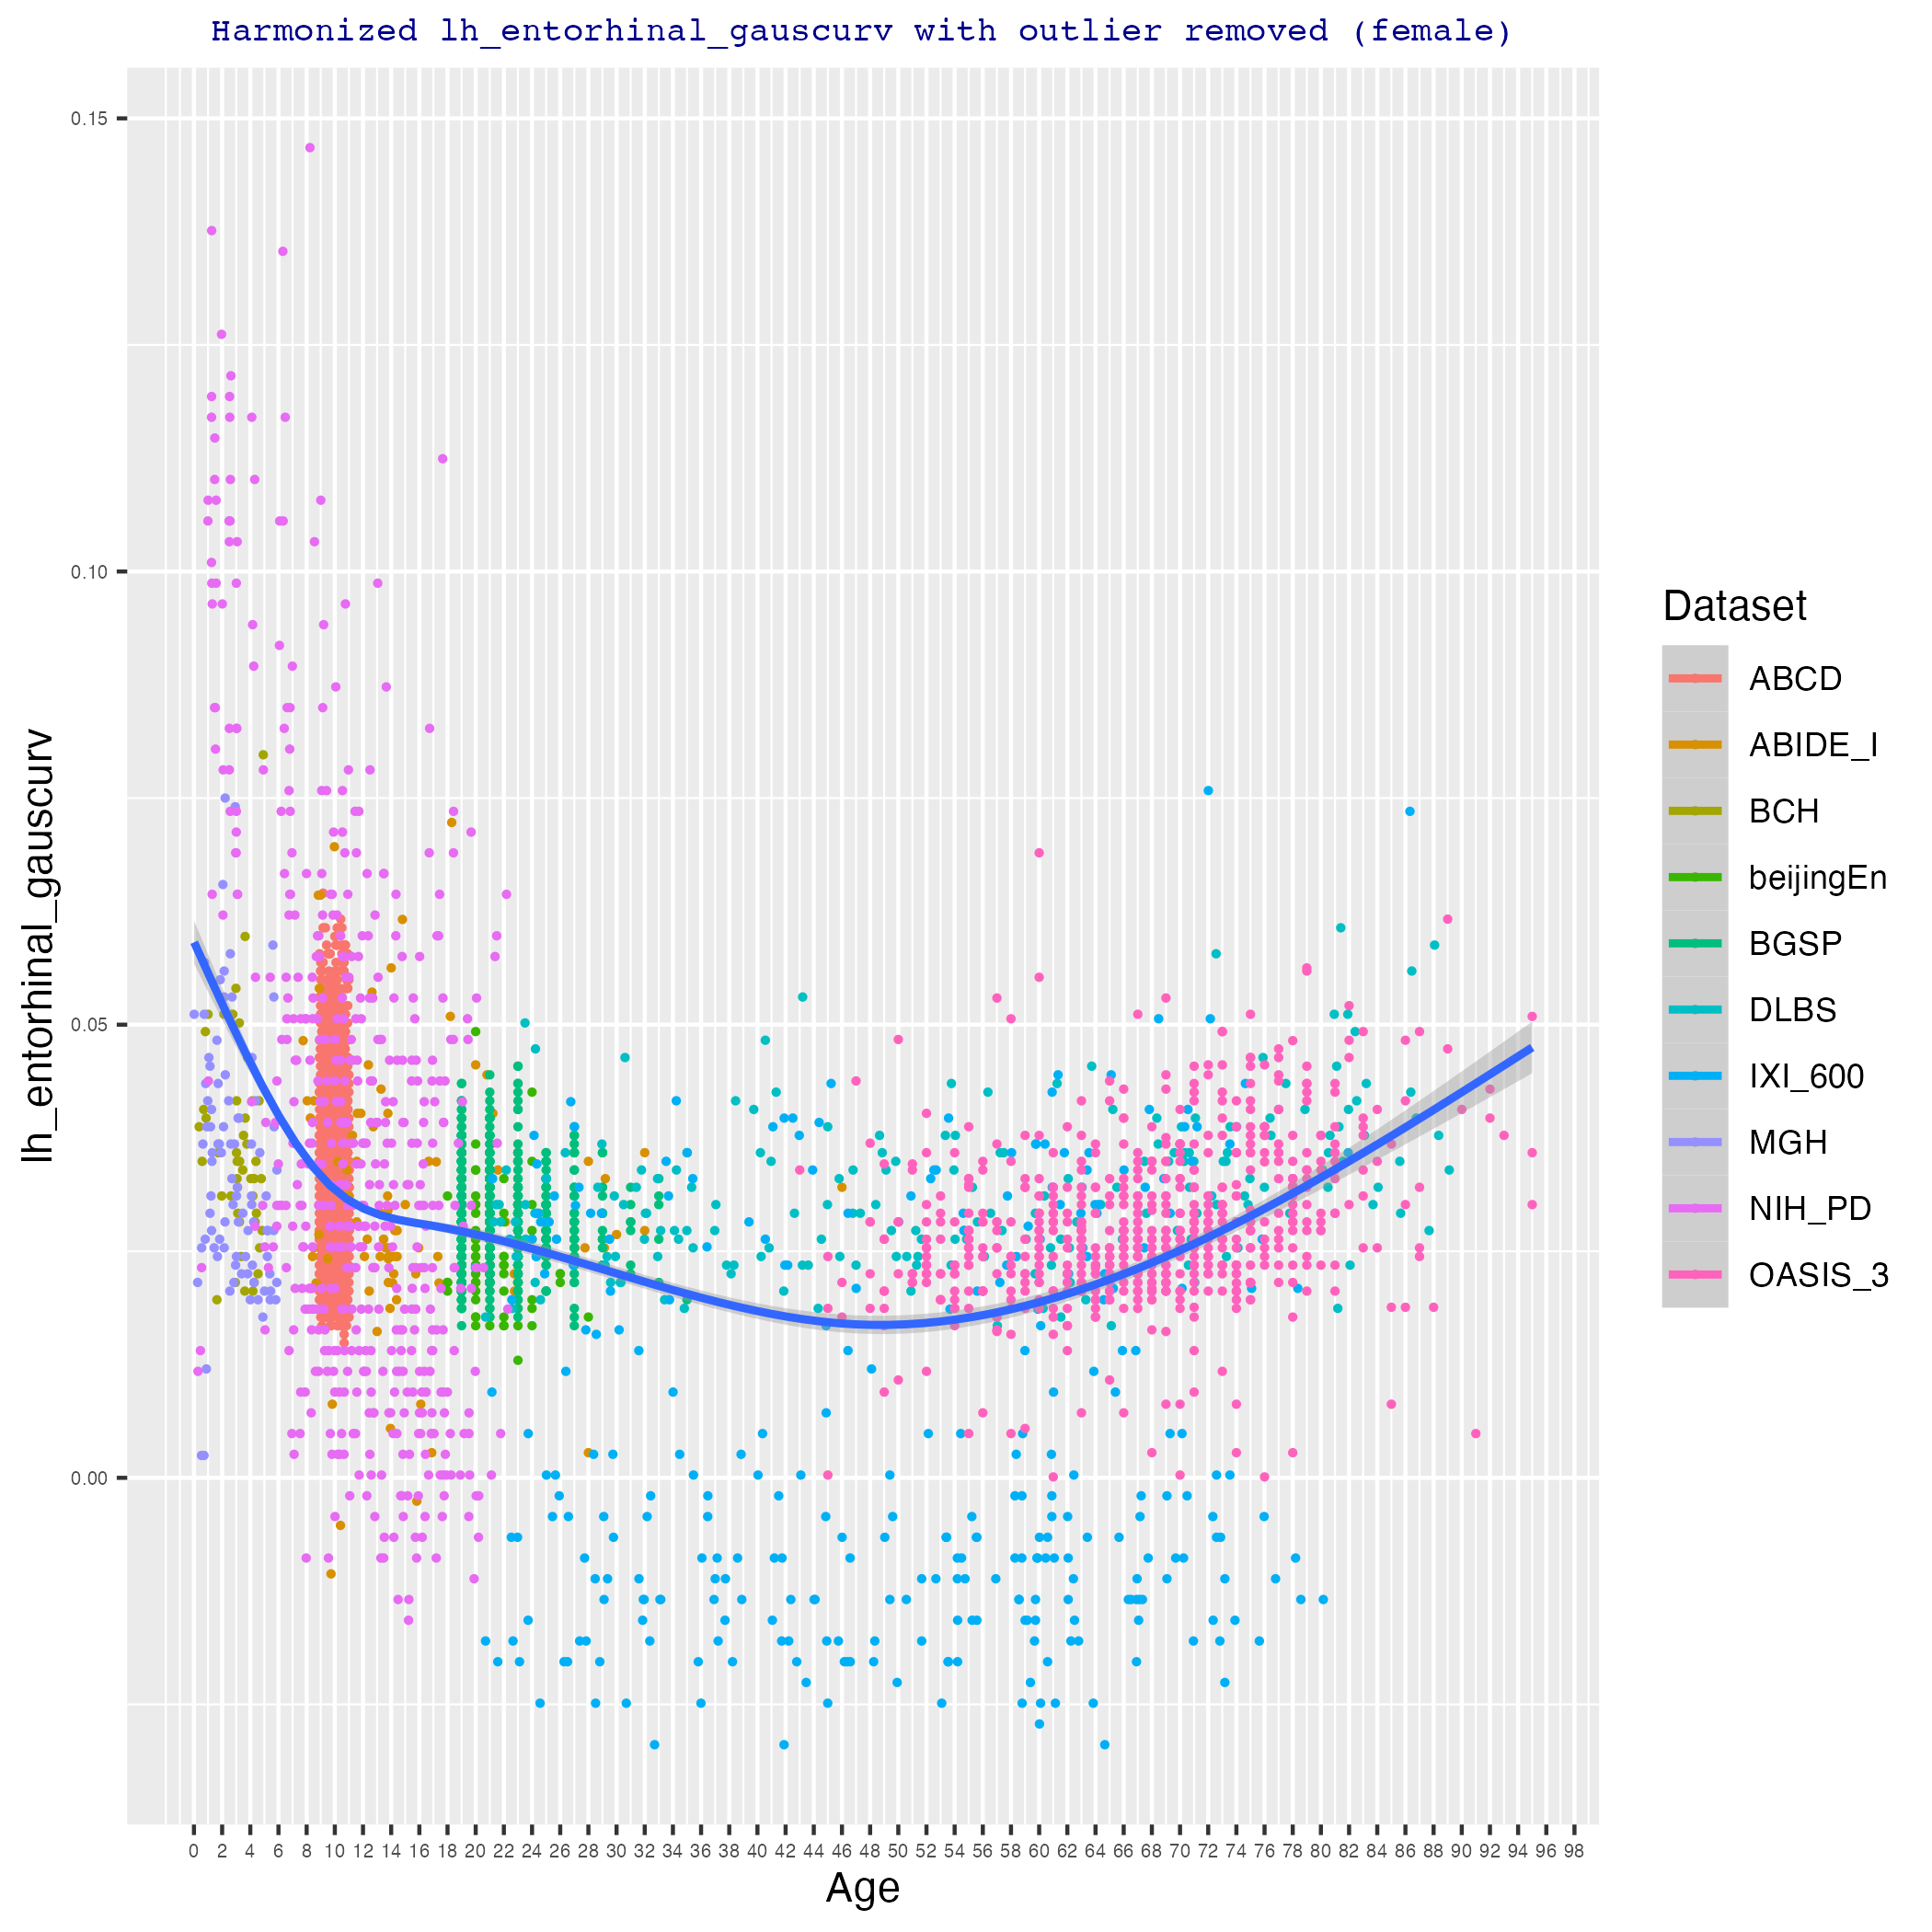 Harmonized lh_entorhinal_gauscurv with outlier removed (female)
0.15
0.10
0.05
0.00
lh_entorhinal_gauscurv
0 2 4 6 8 10 12 14 16 18 20 22 24 26 28 30 32 34 36 38 40 42 44 46 48 50 52 54 56 58 60 62 64 66 68 70 72 74 76 78 80 82 84 86 88 90 92 94 96 98
Age
Dataset
ABCD
ABIDE_I
BCH
beijingEn
BGSP
DLBS
IXI_600
MGH
NIH_PD
OASIS_3